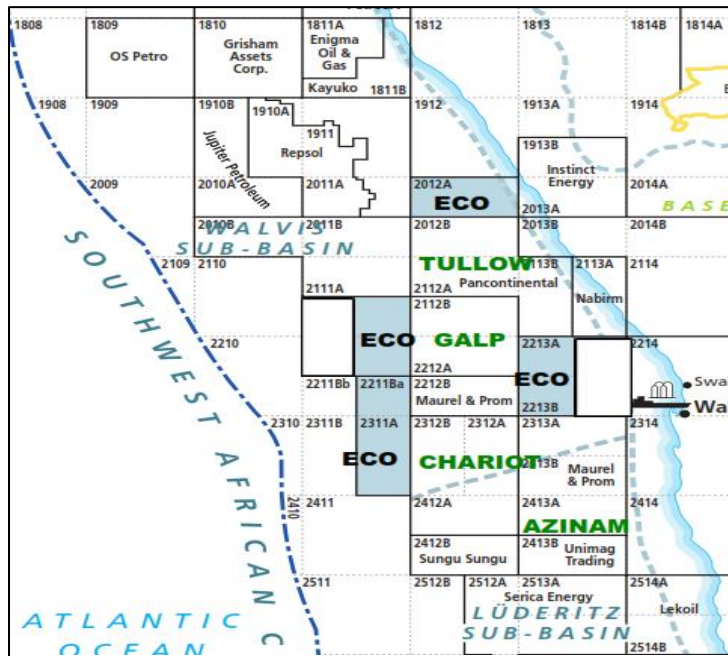 1808
1809
1810
1811A
1812
1813
1814B
1814A
OS Petro
Grisham
Assets
Corp.
Enigma
Oil &
Gas
Kayuko
1811B
1908
1909
1910B
1910A
1911
1912
1913A
1914
Repsol
Jupiter Petroleum
1913B
Instinct
Energy
2009
2010A
2011A
2012A
ECO
2013A
2014A
BASE
2010B
2011B
2012B
2013B
2014B
WALVIS
SUB-BASIN
2109
2110
TULLOW
2113B
2113A
2114
Pancontinental
Nabirm
2111A
2112A
2112B
2210
ECO
GALP
2213A
2214
2212A
ECO
2211Bb
2211Ba
2212B
Maurel & Prom
2213B
Swa
Wa
2310
2311B
2311A
2312B
2312A
2313A
2314
ECO
CHARIOT
2313B
Maurel
& Prom
2410
2411
2412A
2413A
2414
AZINAM
2412B
Sungu Sungu
2413B
Unimag
Trading
2511
2512B
2512A
2513A
2514A
Serica Energy
Lekoil
LÜDERITZ
SUB-BASIN
2514B
SOUTHWEST AFRICAN C
ATLANTIC
OCEAN